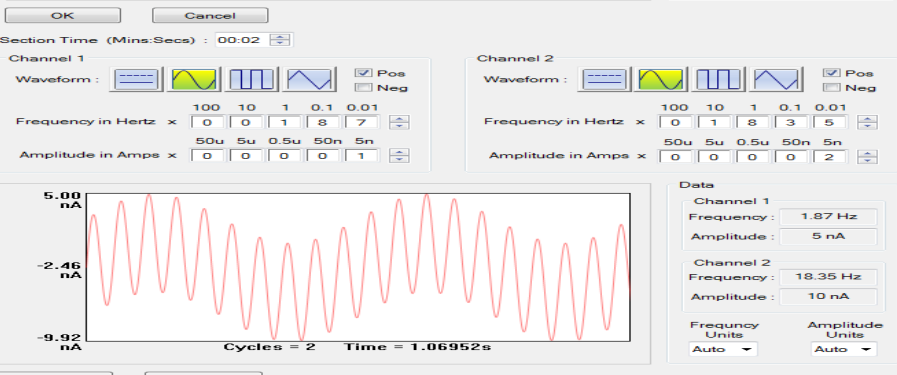 OK Cancel
Section Time (Mins:Secs) : 00:02
Channel 1
Waveform : Pos
Neg
100 10 1 0.1 0.01
Frequency in Hertz x 0 0 1 8 7
50u 5u 0.5u 50n 5n
Amplitude in Amps x 0 0 0 0 1
Channel 2
Waveform : Pos
Neg
100 10 1 0.1 0.01
Frequency in Hertz x 0 1 8 3 5
50u 5u 0.5u 50n 5n
Amplitude in Amps x 0 0 0 0 2
5.00
nA
-2.46
nA
-9.92
nA
Cycles = 2 Time = 1.06952s
Data
Channel 1
Frequency : 1.87 Hz
Amplitude : 5 nA
Channel 2
Frequency : 18.35 Hz
Amplitude : 10 nA
Frequncy Units
Auto
Amplitude Units
Auto